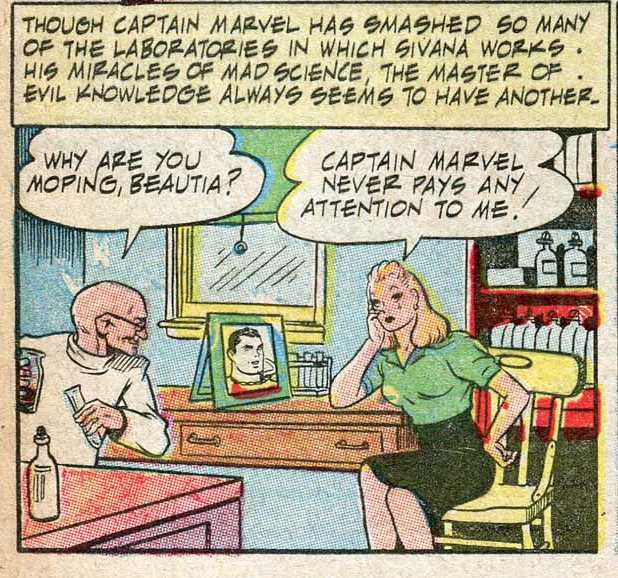 THOUGH CAPTAIN MARVEL HAS SMASHED SO MANY
OF THE LABORATORIES IN WHICH SIVANA WORKS .
HIS MIRACLES OF MAD SCIENCE, THE MASTER OF .
EVIL KNOWLEDGE ALWAYS SEEMS TO HAVE ANOTHER.
WHY ARE YOU
MOPING, BEAUTIA?
CAPTAIN MARVEL
NEVER PAYS ANY
ATTENTION TO ME!